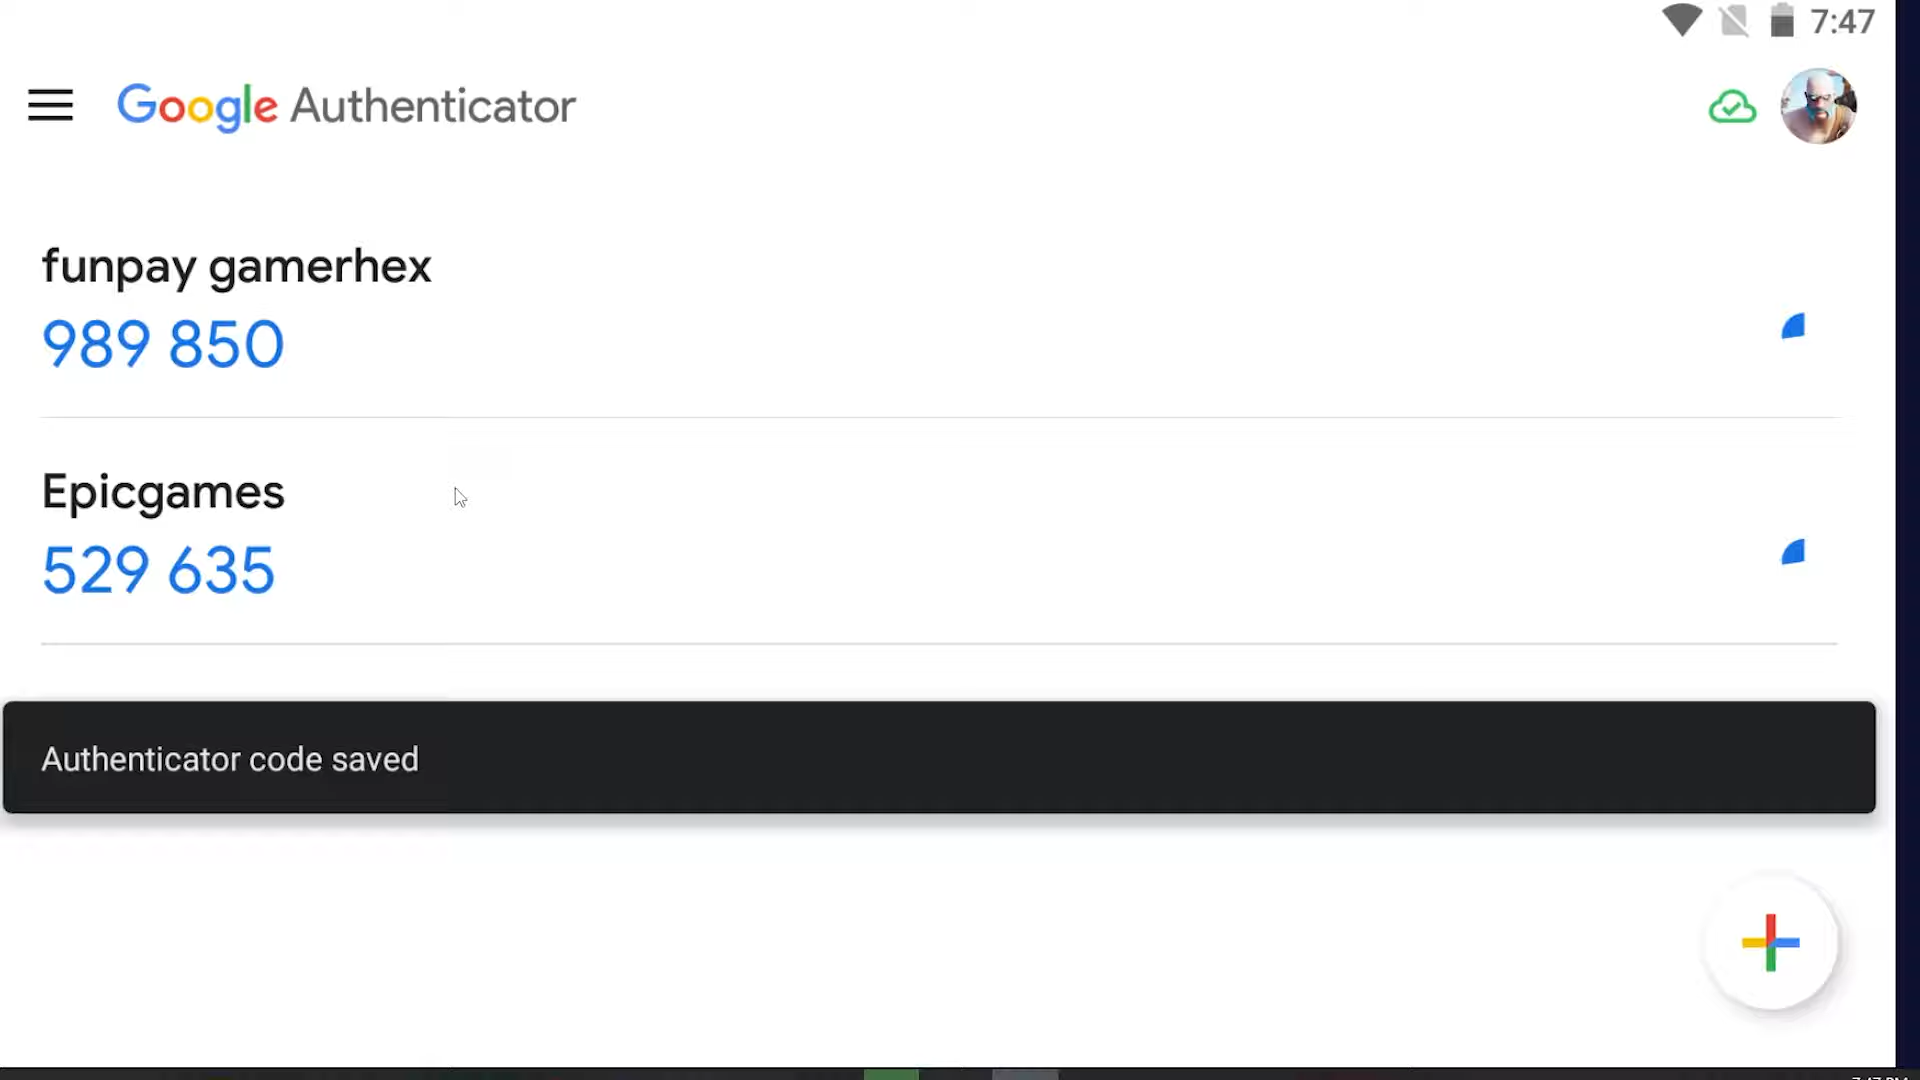 7:47
Google Authenticator
funpay gamerhex
989 850
Epicgames
529 635
Authenticator code saved